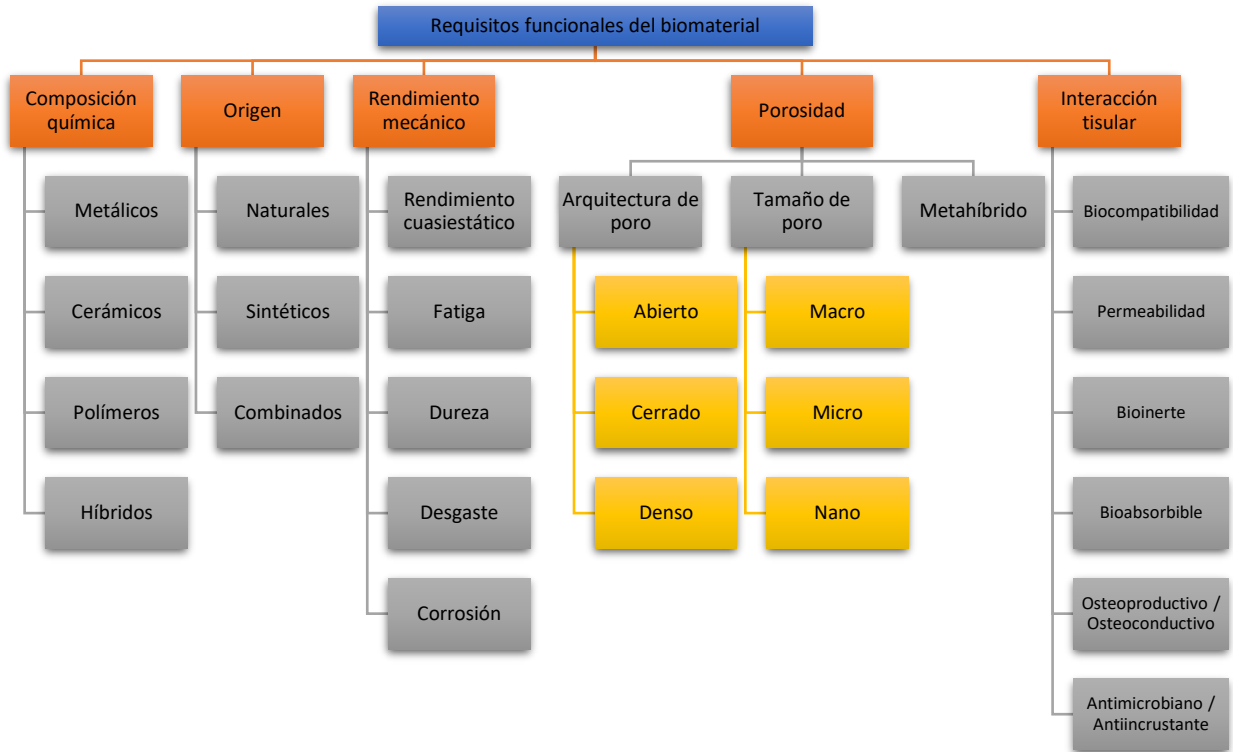 Requisitos funcionales del biomaterial
Composición
química
Metálicos
Cerámicos
Polímeros
Híbridos
Origen
Naturales
Sintéticos
Combinados
Rendimiento
mecánico
Rendimiento
cuasiestático
Fatiga
Dureza
Desgaste
Corrosión
Porosidad
Arquitectura de
poro
Abierto
Cerrado
Denso
Tamaño de
poro
Macro
Micro
Nano
Metahíbrido
Interacción
tisular
Biocompatibilidad
Permeabilidad
Bioinerte
Bioabsorbible
Osteoproductivo /
Osteoconductivo
Antimicrobiano /
Antiincrustante